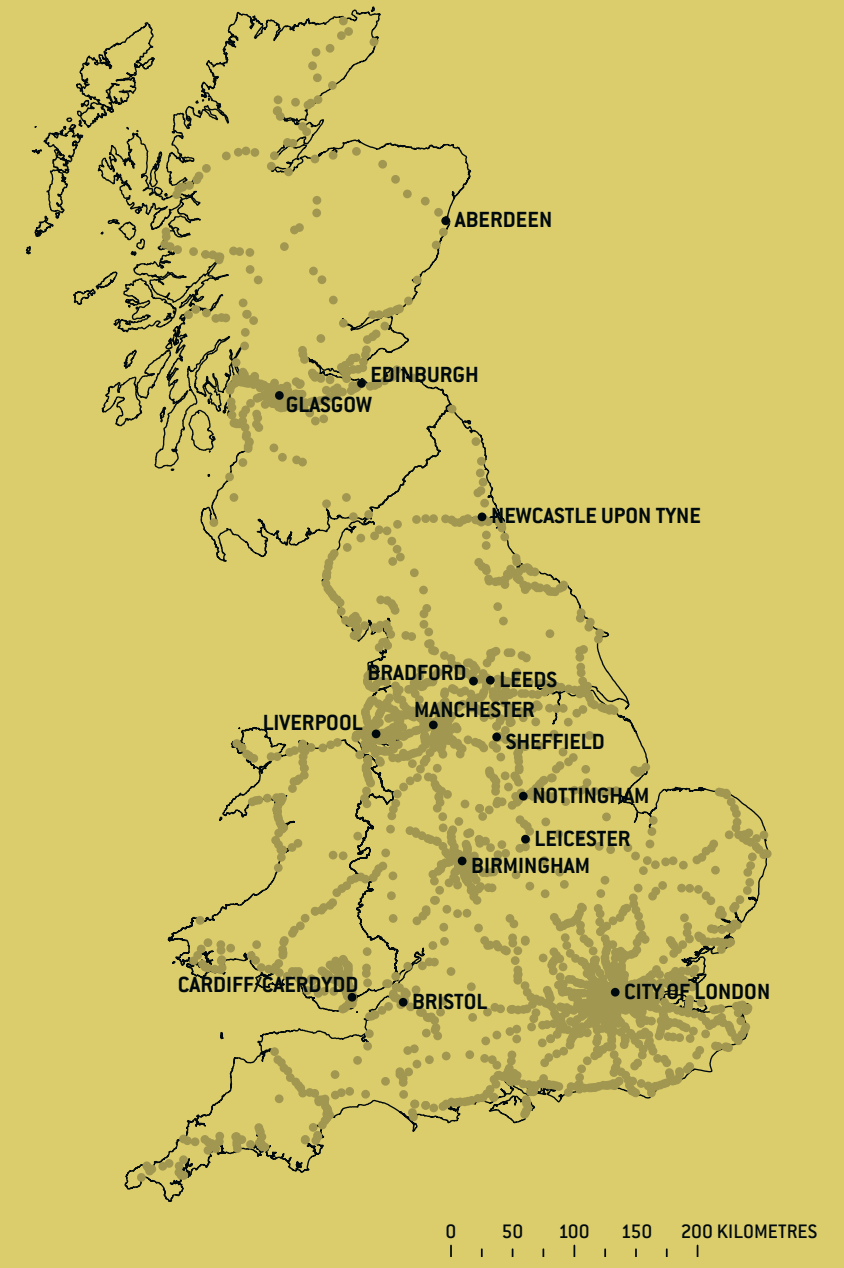 ABERDEEN
EDINBURGH
GLASGOW
NEWCASTLE UPON TYNE
BRADFORD
LEEDS
MANCHESTER
LIVERPOOL
SHEFFIELD
NOTTINGHAM
LEICESTER
BIRMINGHAM
CARDIFF/CAERDYDD
CITY OF LONDON
BRISTOL
0 50 100 150 200 KILOMETRES